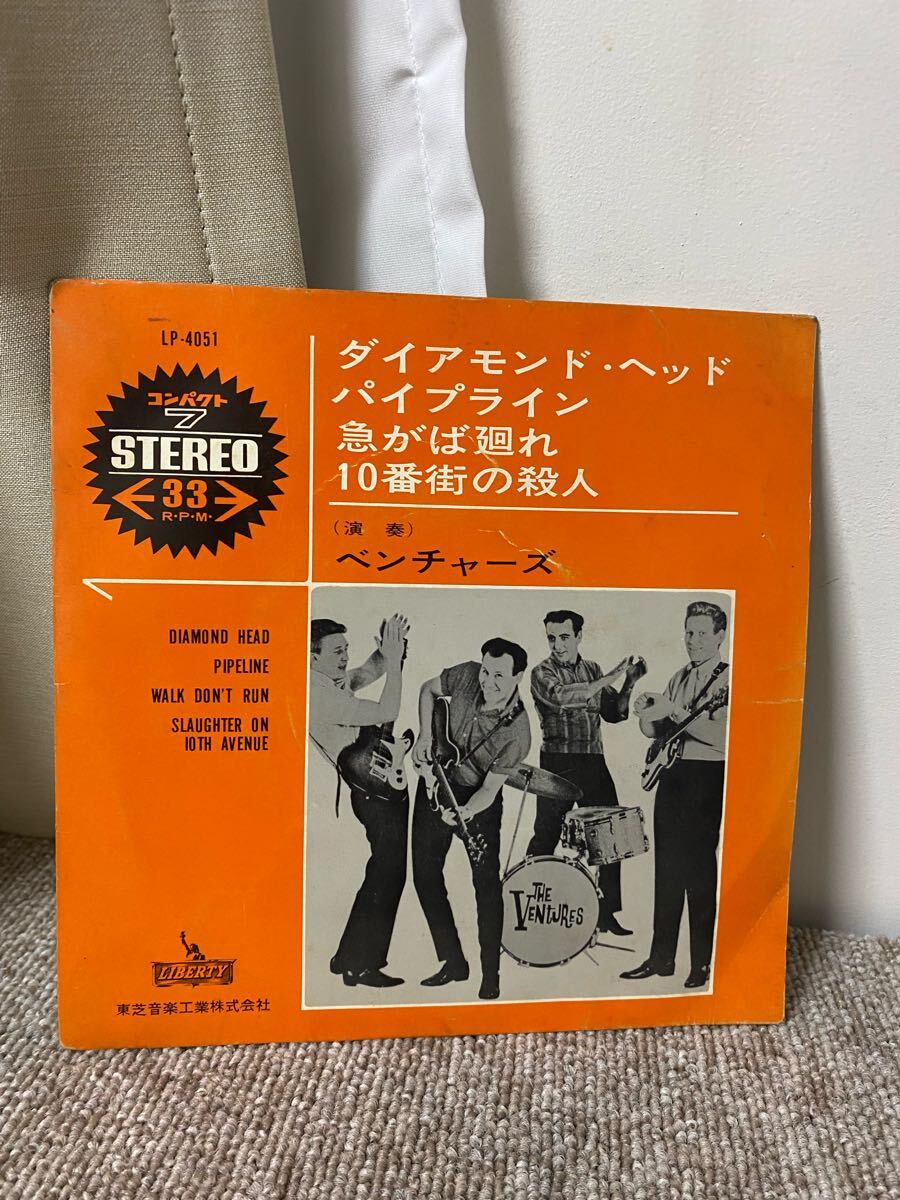 LP-4051
コンパクト
7
STEREO
33
R・P・M・
ダイアモンド・ヘッド
パイプライン
急がば廻れ
10番街の殺人
(演奏)
ベンチャーズ
DIAMOND HEAD
PIPELINE
WALK DON'T RUN
SLAUGHTER ON
10TH AVENUE
THE
VENTURES
LIBERTY
東芝音楽工業株式会社